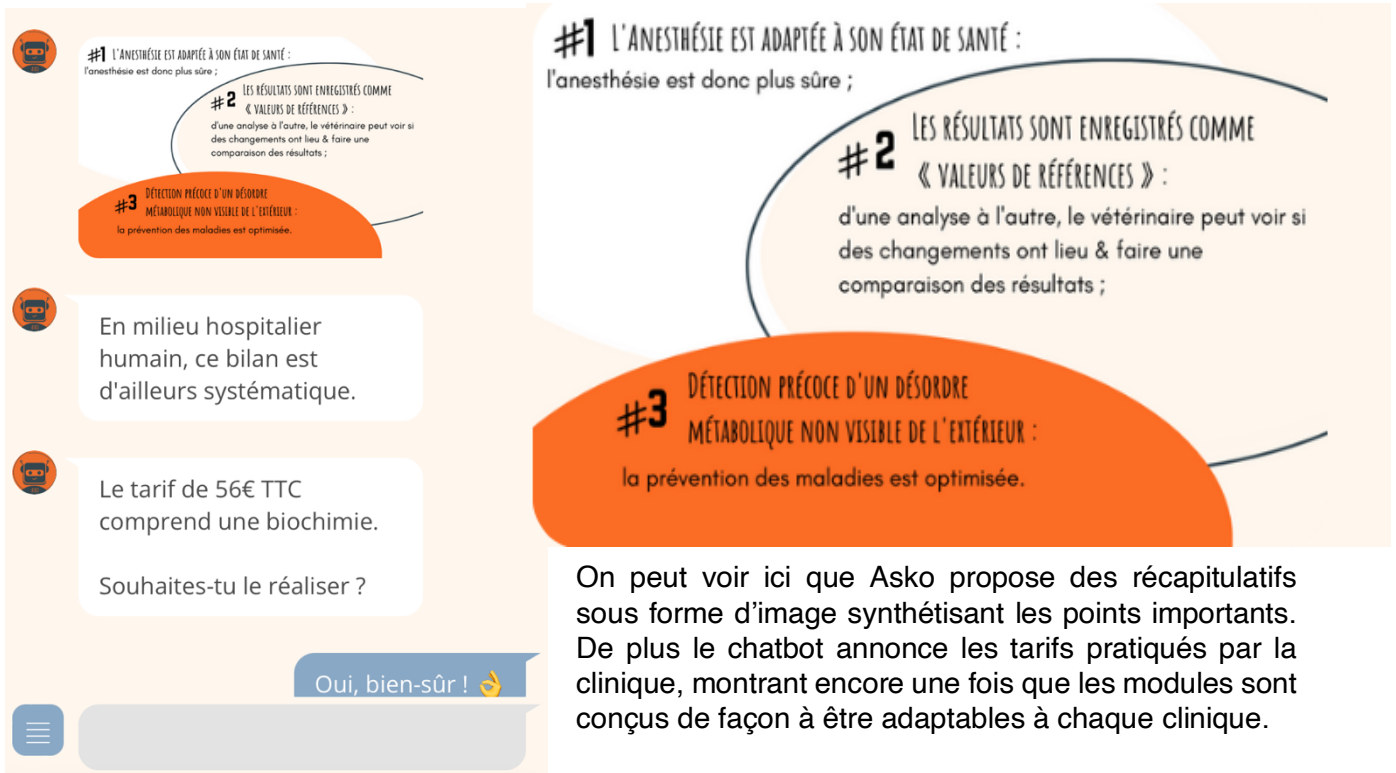 #1 L'Anesthésie est adaptée à son état de santé :
l'anesthésie est donc plus sûre ;
#2 Les résultats sont enregistrés comme
« valeurs de références » :
d'une analyse à l'autre, le vétérinaire peut voir si
des changements ont lieu & faire une
comparaison des résultats ;
#3 Détection précoce d'un désordre
métabolique non visible de l'extérieur :
la prévention des maladies est optimisée.
En milieu hospitalier
humain, ce bilan est
d'ailleurs systématique.
Le tarif de 56€ TTC
comprend une biochimie.
Souhaites-tu le réaliser ?
Oui, bien-sûr ! 👌
#1 L'Anesthésie est adaptée à son état de santé :
l'anesthésie est donc plus sûre ;
#2 Les résultats sont enregistrés comme
« valeurs de références » :
d'une analyse à l'autre, le vétérinaire peut voir si
des changements ont lieu & faire une
comparaison des résultats ;
#3 Détection précoce d'un désordre
métabolique non visible de l'extérieur :
la prévention des maladies est optimisée.
On peut voir ici que Asko propose des récapitulatifs
sous forme d’image synthétisant les points importants.
De plus le chatbot annonce les tarifs pratiqués par la
clinique, montrant encore une fois que les modules sont
conçus de façon à être adaptables à chaque clinique.